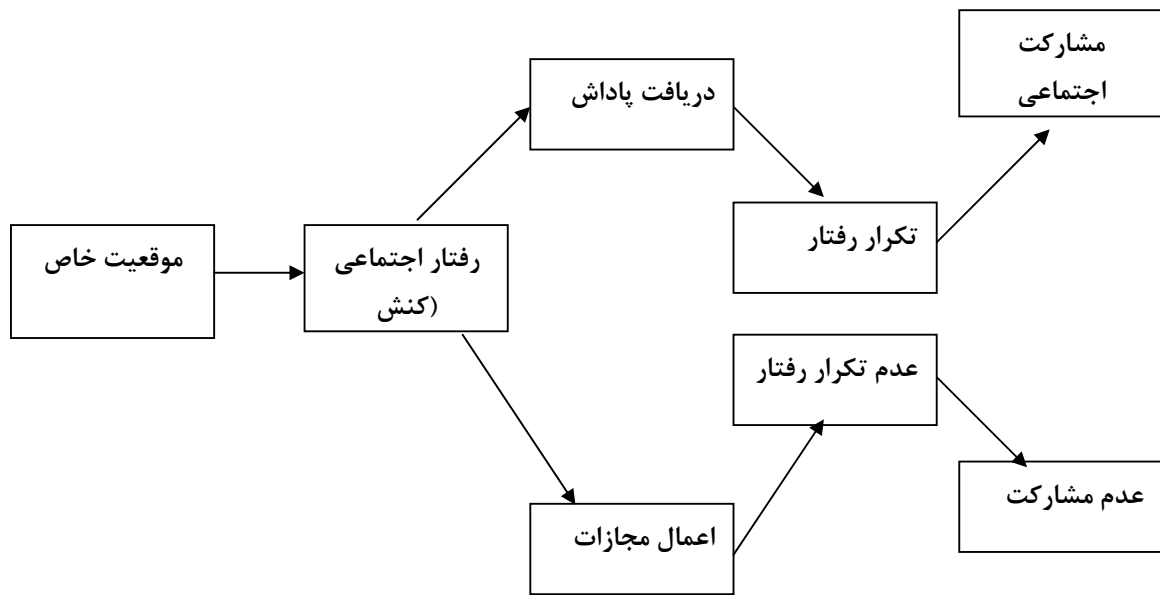 مشارکت
اجتماعی
دریافت پاداش
تکرار رفتار
موقعیت خاص
رفتار اجتماعی
(کنش
عدم تکرار رفتار
عدم مشارکت
اعمال مجازات